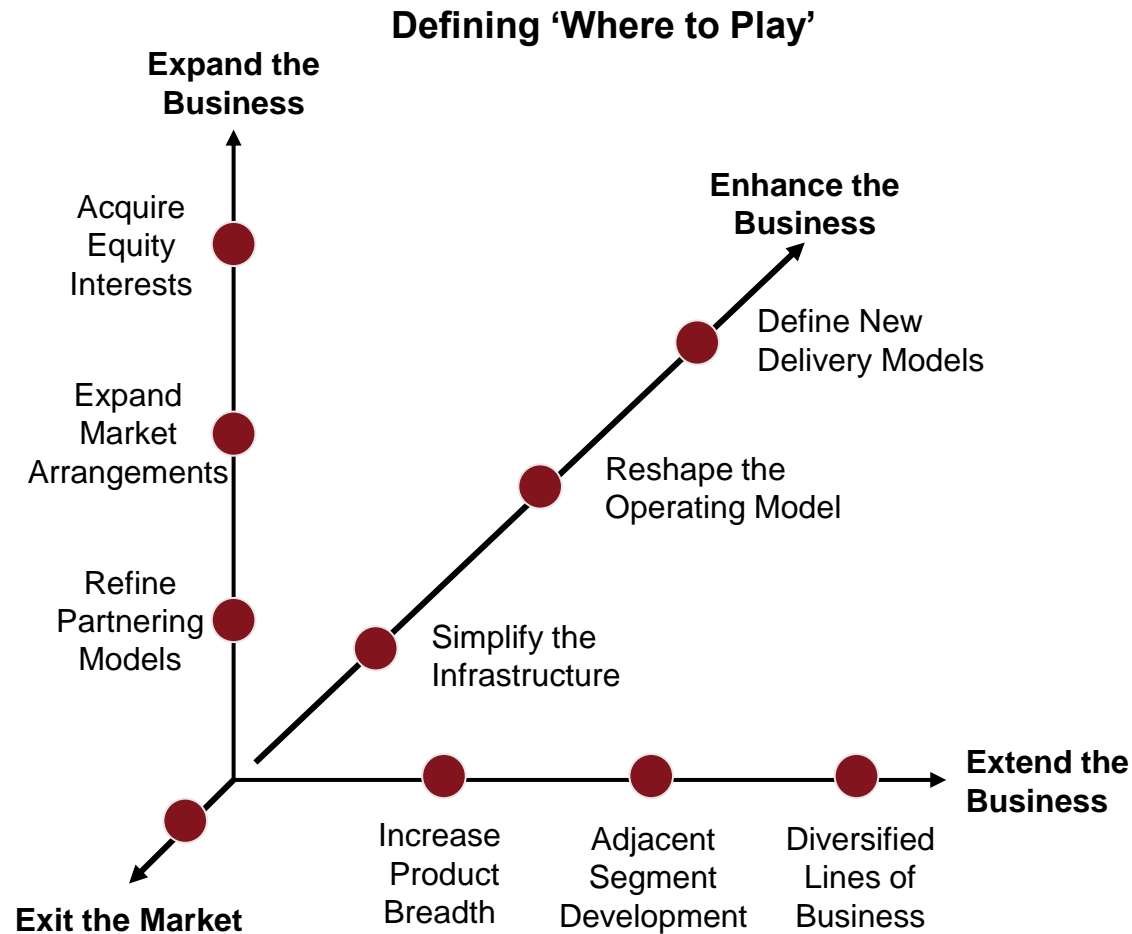 Defining ‘Where to Play’
Expand the
Business
Acquire
Equity
Interests
Expand
Market
Arrangements
Refine
Partnering
Models
Enhance the
Business
Define New
Delivery Models
Reshape the
Operating Model
Simplify the
Infrastructure
Extend the
Business
Increase
Product
Breadth
Adjacent
Segment
Development
Diversified
Lines of
Business
Exit the Market